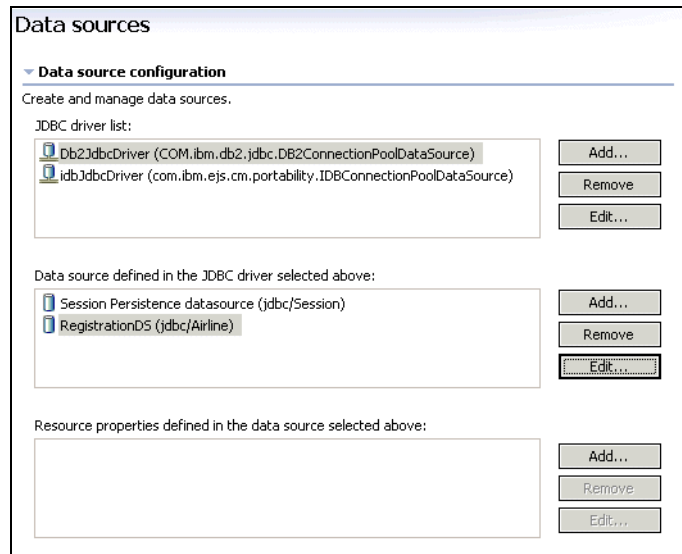 Data sources
Data source configuration
Create and manage data sources.
JDBC driver list:
Db2JdbcDriver (COM.ibm.db2.jdbc.DB2ConnectionPoolDataSource)
Add...
idbJdbcDriver (com.ibm.ejs.cm.portability.IDBConnectionPoolDataSource)
Remove
Edit...
Data source defined in the JDBC driver selected above:
Session Persistence datasource (jdbc/Session)
Add...
RegistrationDS (jdbc/Airline)
Remove
Edit...
Resource properties defined in the data source selected above:
Add...
Remove
Edit...